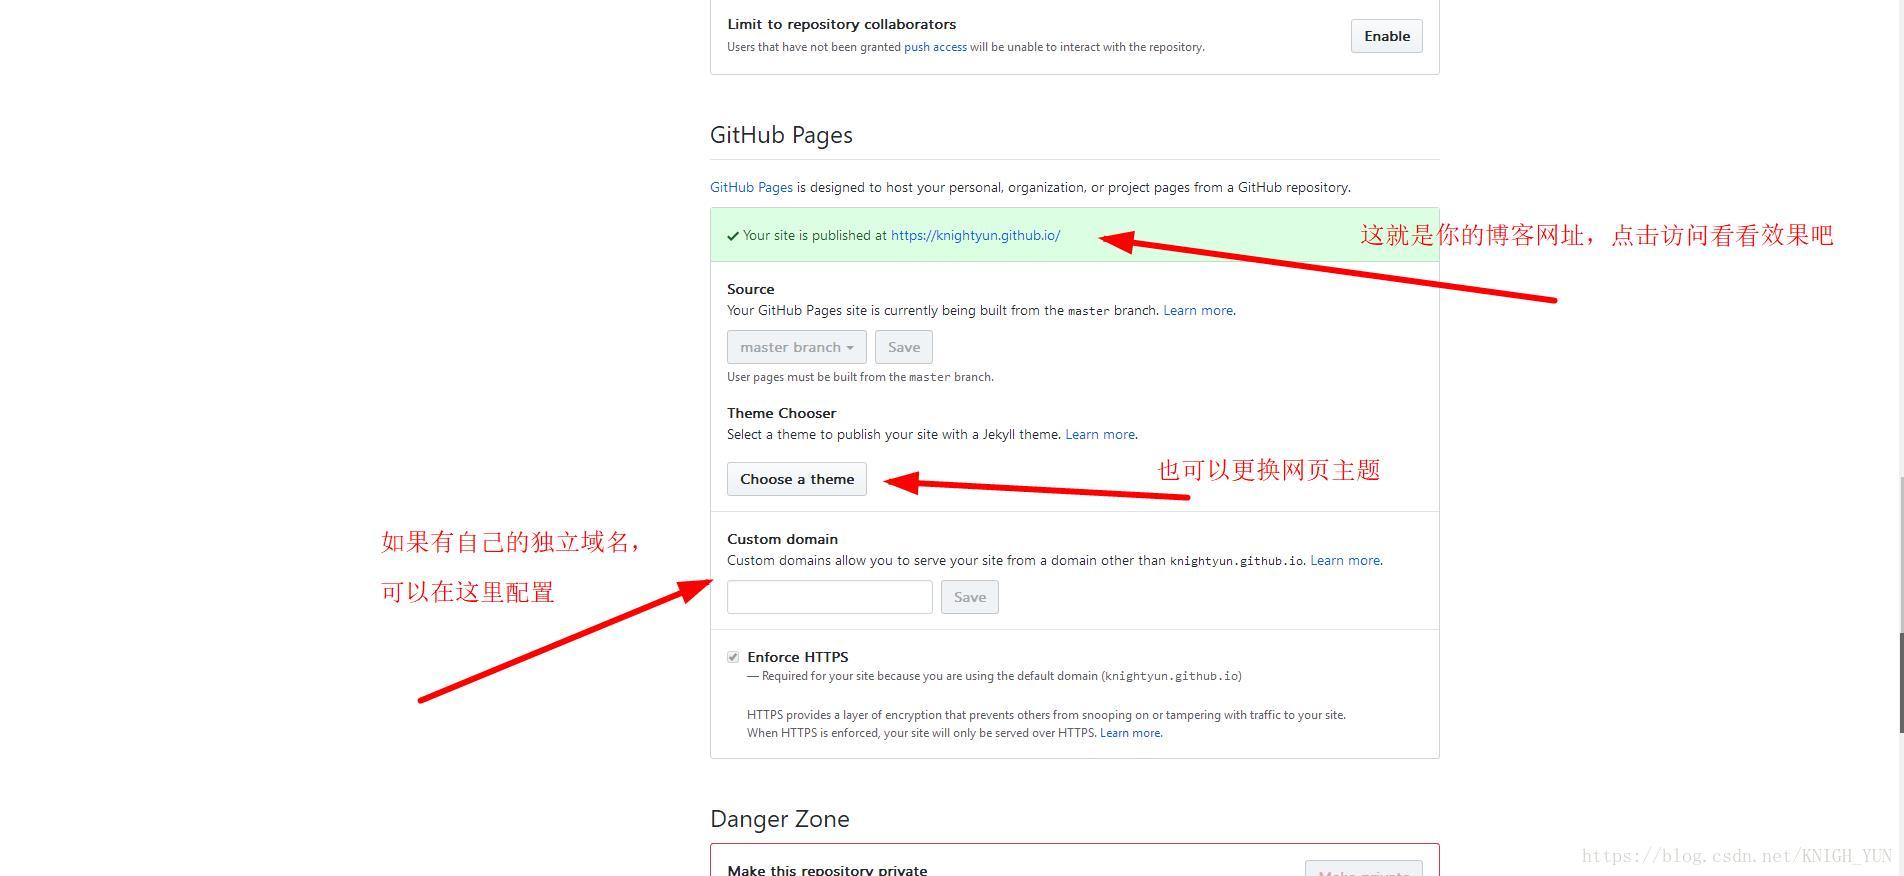 Limit to repository collaborators
Users that have not been granted push access will be unable to interact with the repository.
Enable
GitHub Pages
GitHub Pages is designed to host your personal, organization, or project pages from a GitHub repository.
Your site is published at https://knightyun.github.io/
这就是你的博客网址，点击访问看看效果吧
Source
Your GitHub Pages site is currently being built from the master branch. Learn more.
master branch Save
User pages must be built from the master branch.
Theme Chooser
Select a theme to publish your site with a Jekyll theme. Learn more.
Choose a theme
也可以更换网页主题
如果有自己的独立域名，
可以在这里配置
Custom domain
Custom domains allow you to serve your site from a domain other than knightyun.github.io. Learn more.
Save
Enforce HTTPS
— Required for your site because you are using the default domain (knightyun.github.io)
HTTPS provides a layer of encryption that prevents others from snooping on or tampering with traffic to your site.
When HTTPS is enforced, your site will only be served over HTTPS. Learn more.
Danger Zone
Make this repository private
Make private
https://blog.csdn.net/KNIGH_YUN